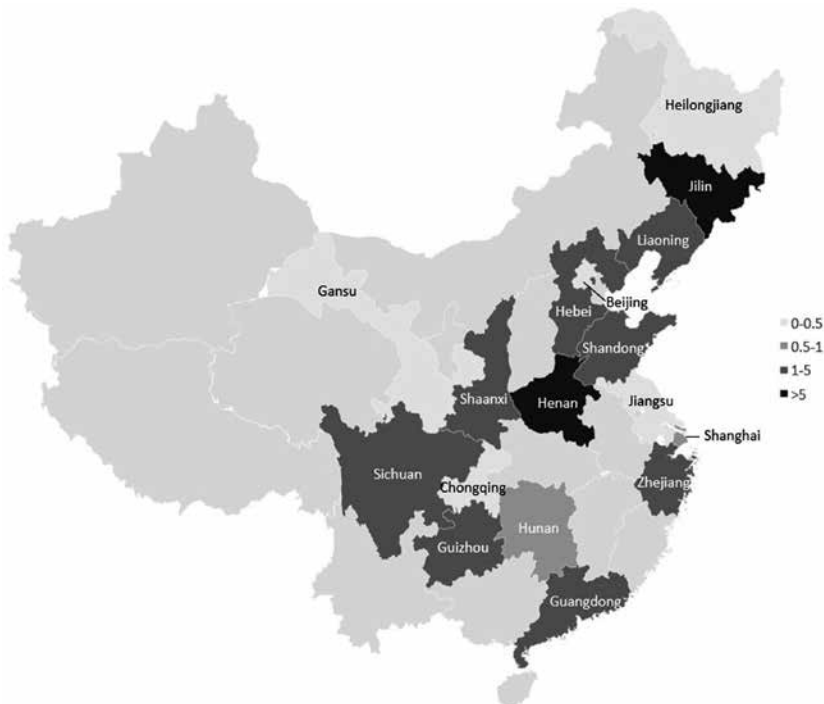 Heilongjiang
Jilin
Liaoning
Gansu
Beijing
Hebei
Shandong
Shaanxi
Henan
Jiangsu
Shanghai
Sichuan
Chongqing
Zhejiang
Hunan
Guizhou
Guangdong
0-0.5
0.5-1
1-5
>5